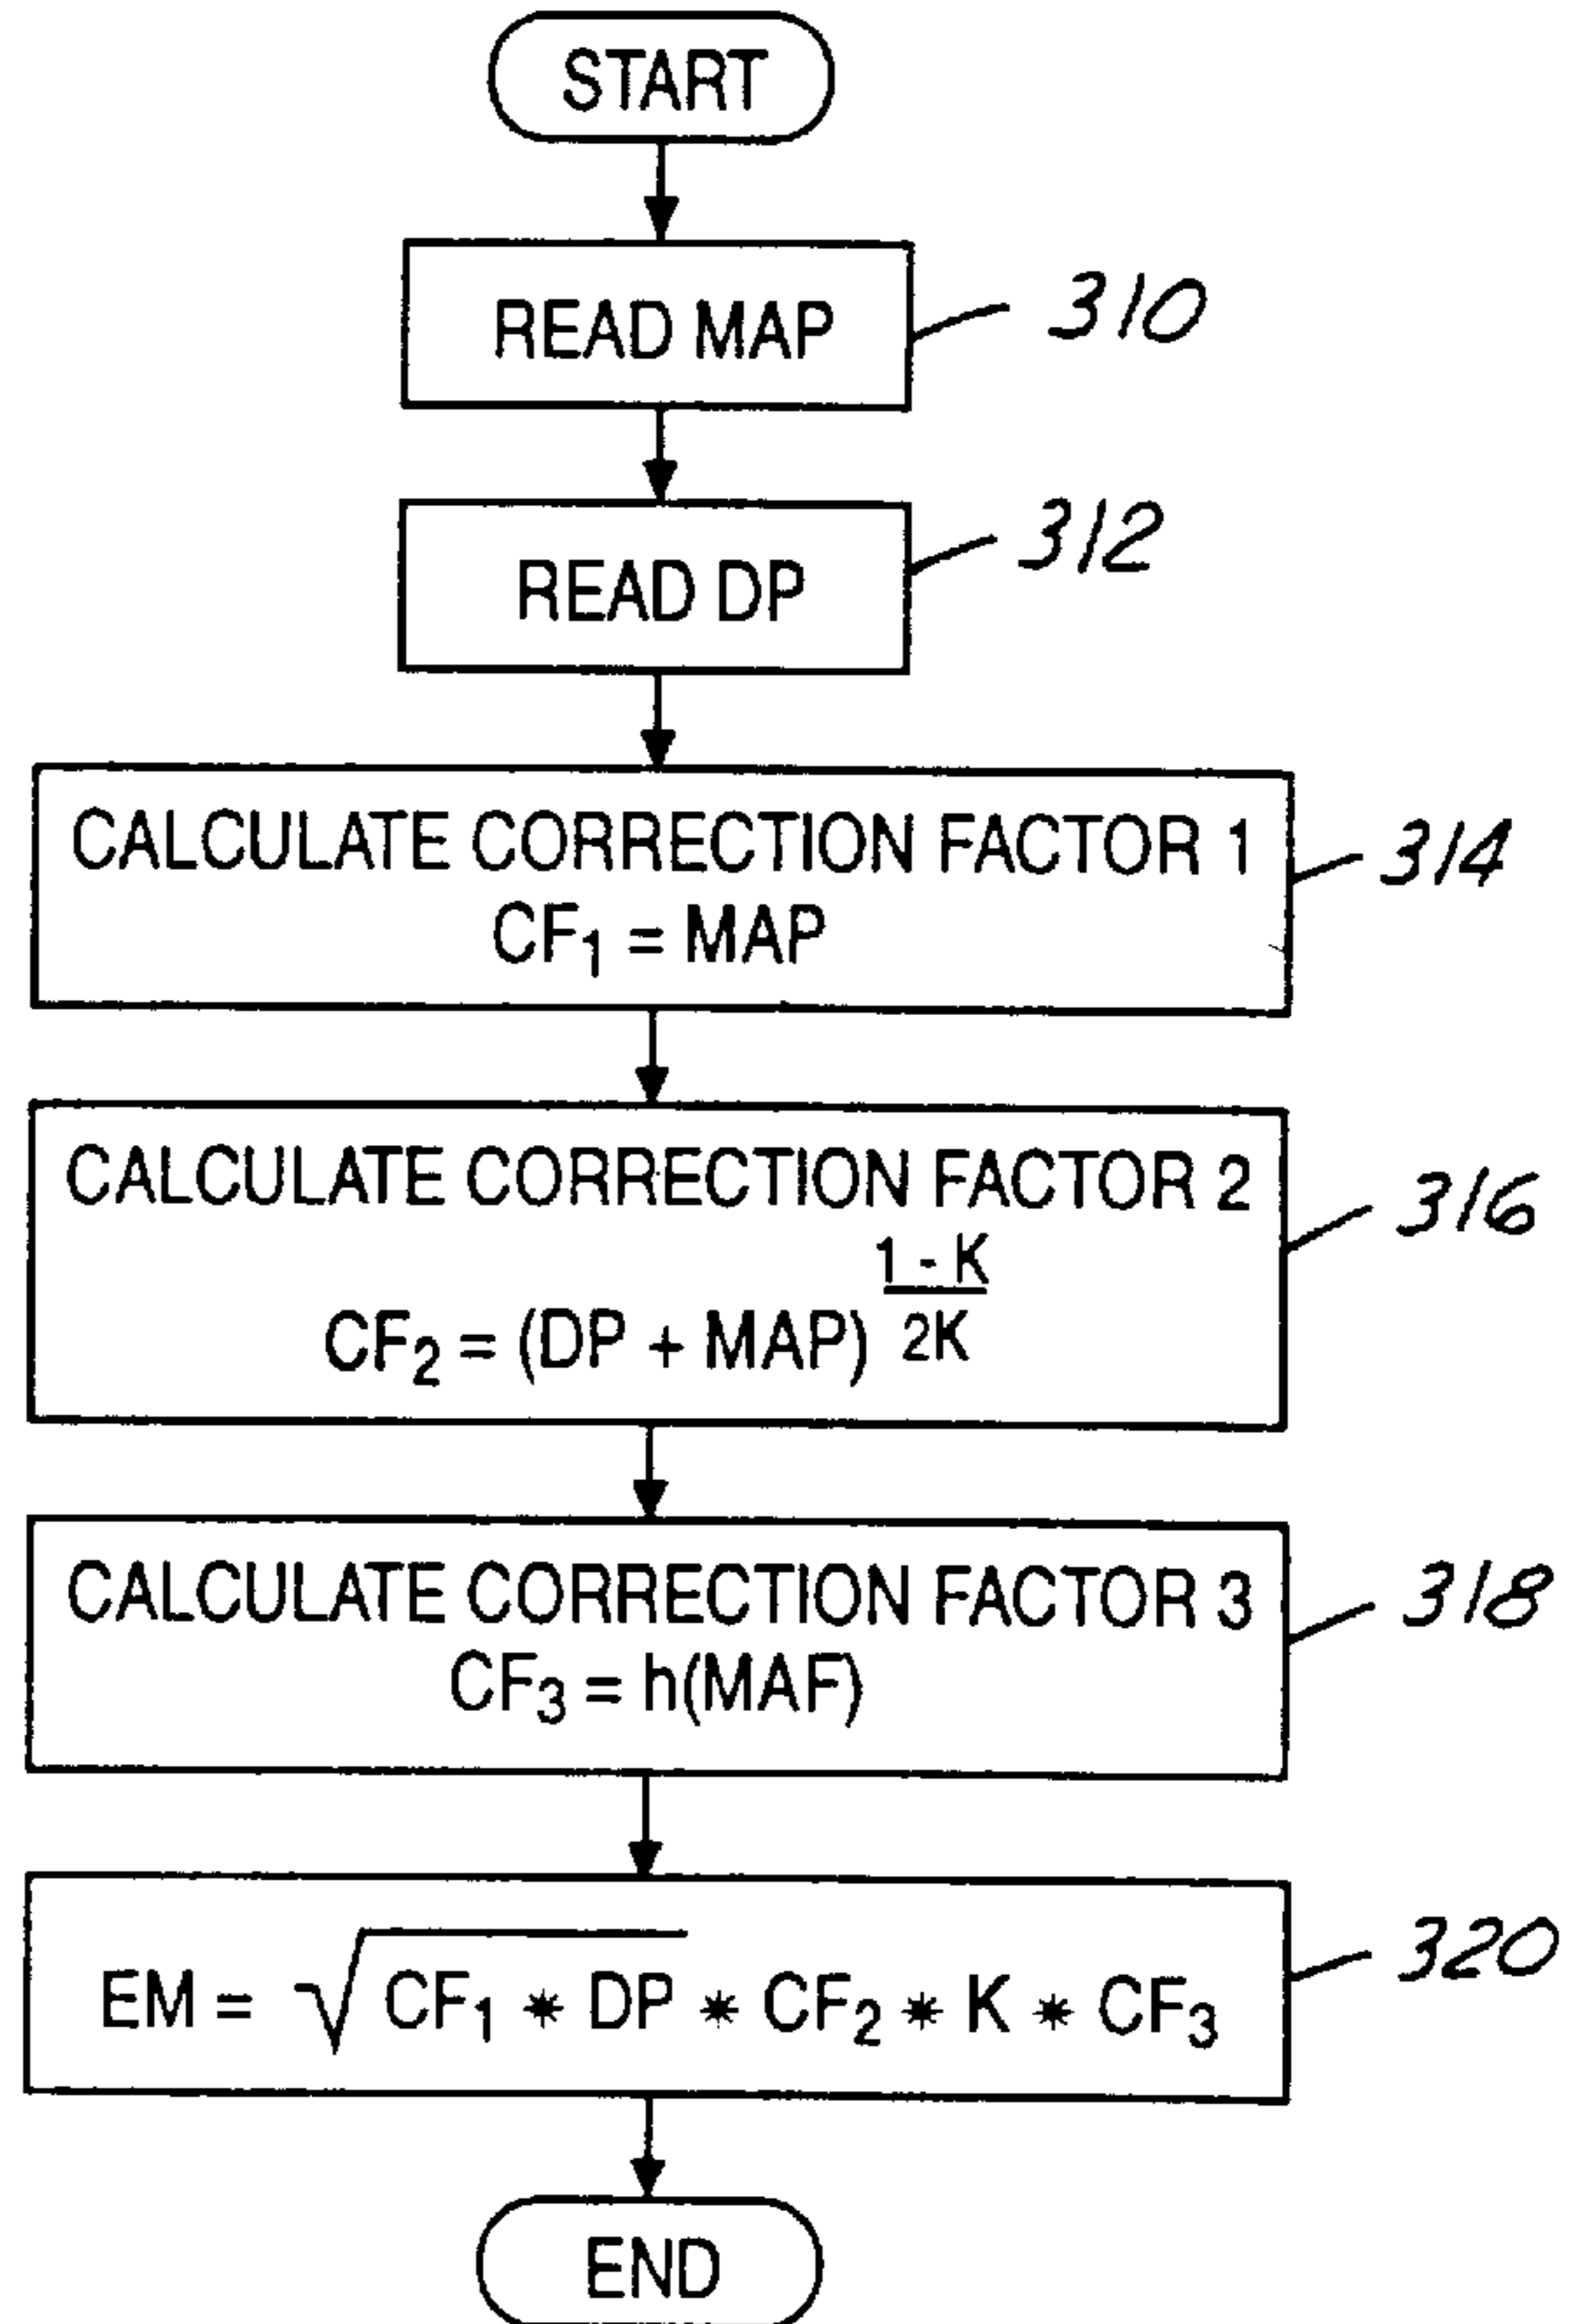 START
READ MAP
310
READ DP
312
CALCULATE CORRECTION FACTOR 1
314
CF₁ = MAP
CALCULATE CORRECTION FACTOR 2
316
1 - K
CF₂ = (DP + MAP) 2K
CALCULATE CORRECTION FACTOR 3
318
CF₃ = h(MAF)
EM = √CF₁ * DP * CF₂ * K * CF₃
320
END